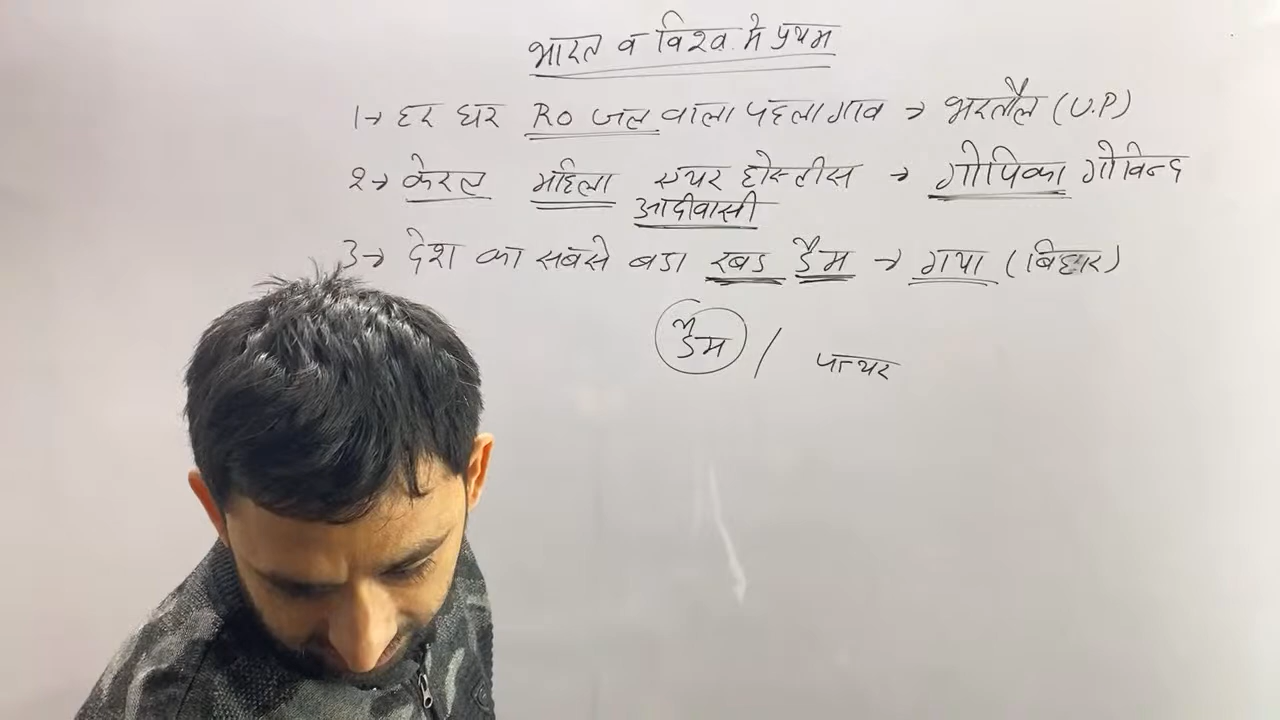 भारत व विश्व में प्रथम
1→ हर घर Ro जल वाला पहला गाव → भरतौल (U.P)
२→ केरल महिला एयर होस्टीस → गोपिका गोविन्द
आदीवासी
3→ देश का सबसे बडा रबड डैम → गया (बिहार)
डैम / पत्थर